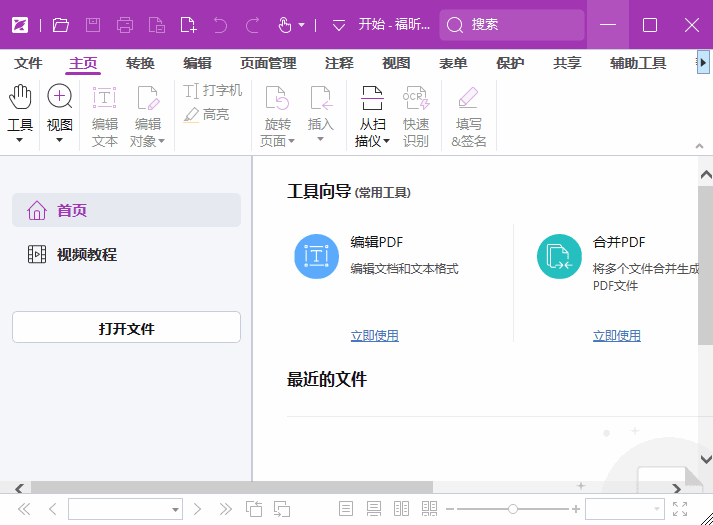 开始 - 福昕...
搜索
文件 主页 转换 编辑 页面管理 注释 视图 表单 保护 共享 辅助工具
工具
视图
编辑
文本
编辑
对象
打字机
高亮
旋转
页面
插入
从扫
描仪
OCR
快速
识别
填写
&签名
首页
视频教程
打开文件
工具向导 (常用工具)
编辑PDF
编辑文档和文本格式
立即使用
合并PDF
将多个文件合并生成
PDF文件
立即使用
最近的文件